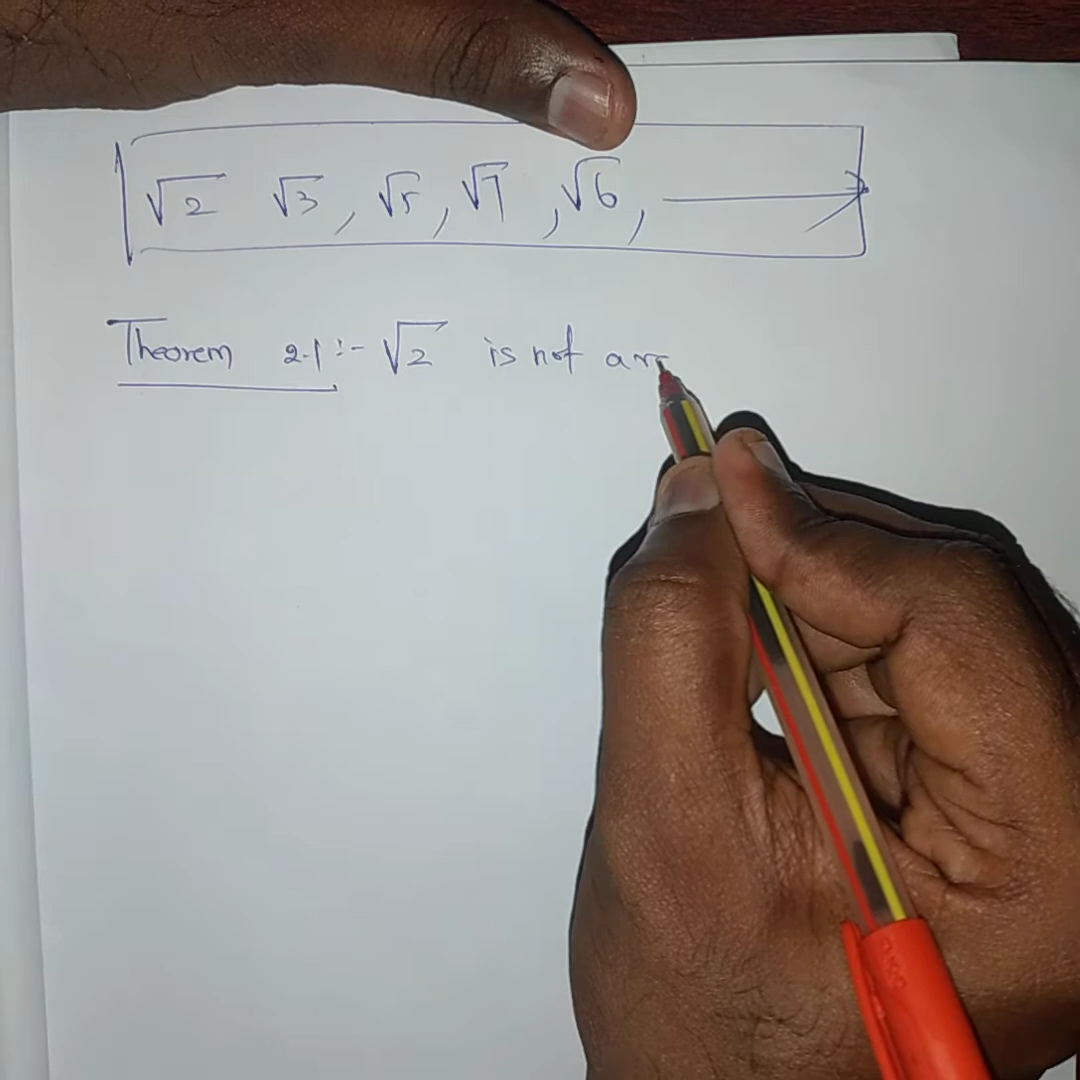 √2 √3, √5, √7, √6, ⟶
Theorem 2.1 :- √2 is not a